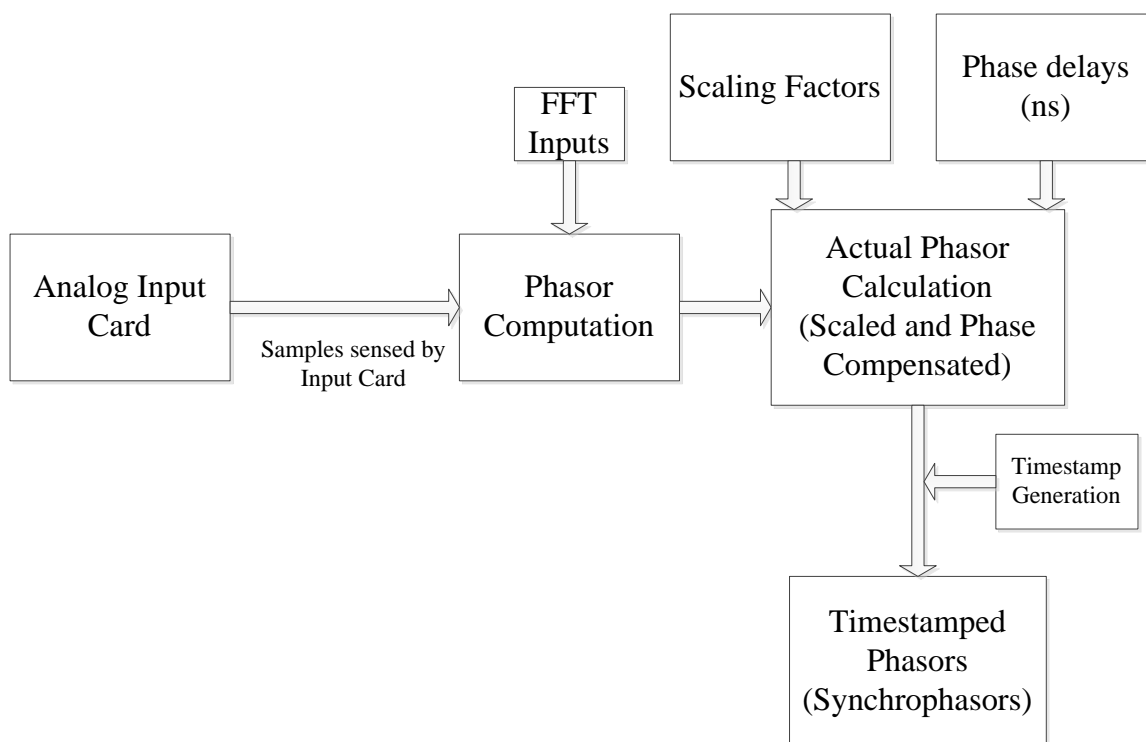 Scaling Factors
Phase delays
(ns)
FFT
Inputs
Analog Input
Card
Samples sensed by
Input Card
Phasor
Computation
Actual Phasor
Calculation
(Scaled and Phase
Compensated)
Timestamp
Generation
Timestamped
Phasors
(Synchrophasors)